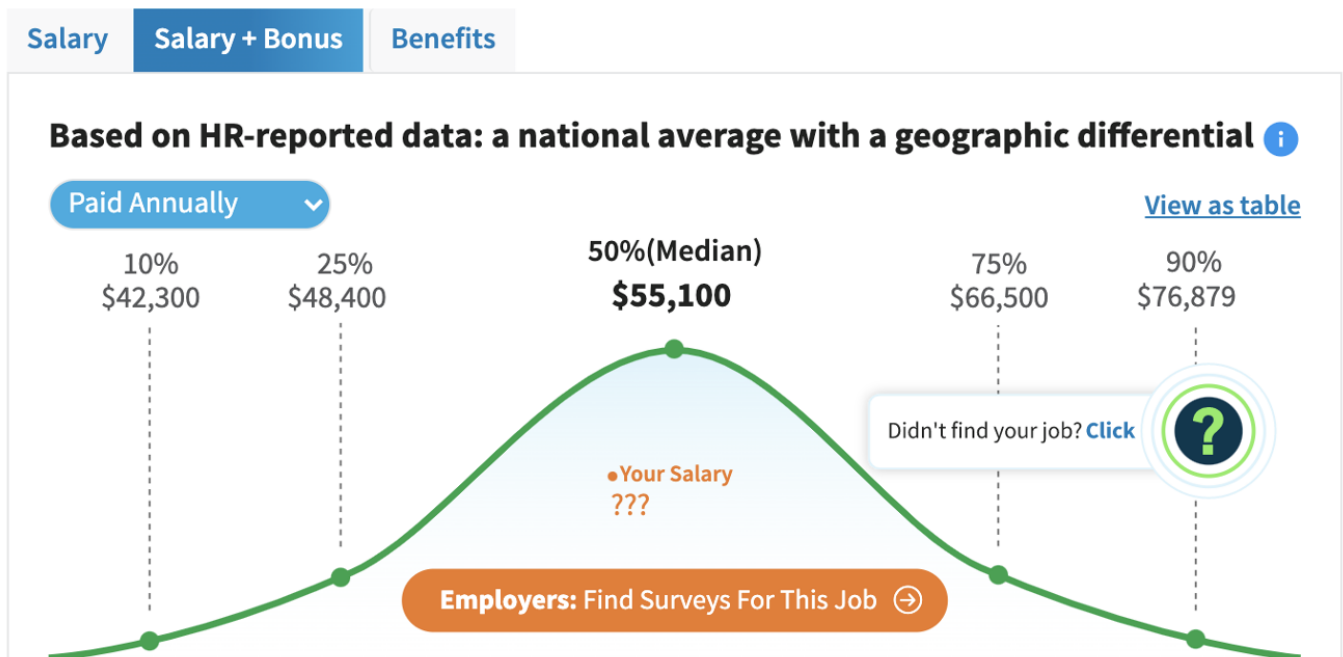 Salary
Salary + Bonus
Benefits
Based on HR-reported data: a national average with a geographic differential i
Paid Annually
View as table
10%
$42,300
25%
$48,400
50%(Median)
$55,100
75%
$66,500
90%
$76,879
Didn't find your job? Click
?
•Your Salary
???
Employers: Find Surveys For This Job